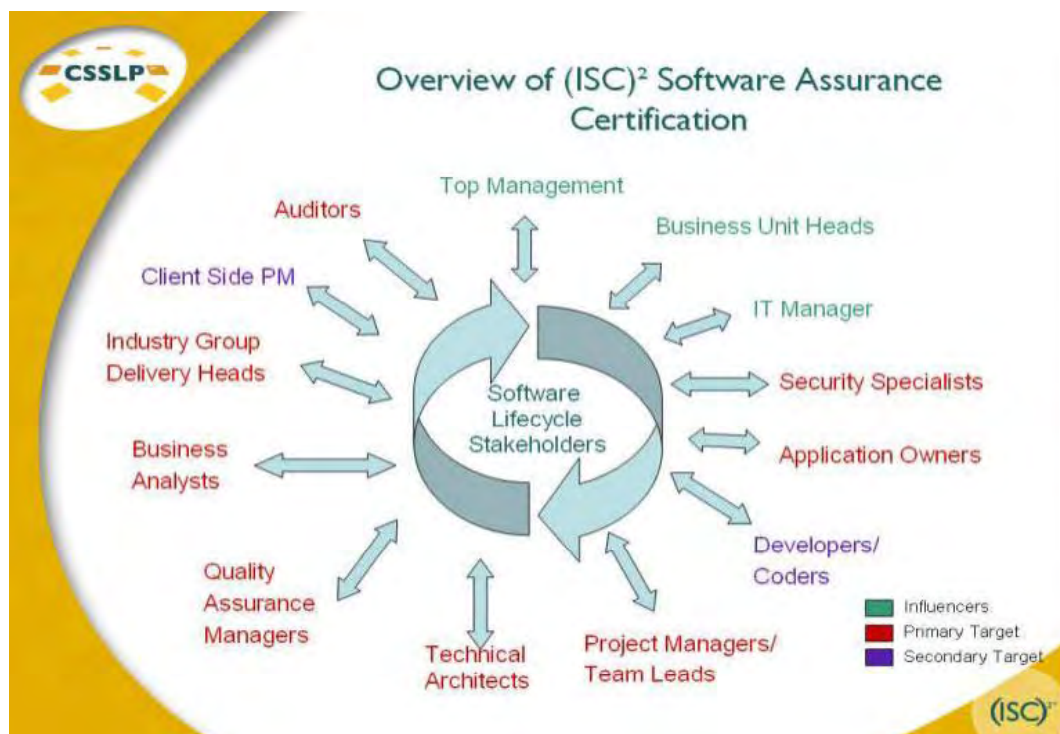 CSSLP
Overview of (ISC)² Software Assurance
Certification
Top Management
Auditors
Business Unit Heads
Client Side PM
IT Manager
Industry Group
Delivery Heads
Security Specialists
Software
Lifecycle
Stakeholders
Business
Analysts
Application Owners
Developers/
Coders
Quality
Assurance
Managers
Technical
Architects
Project Managers/
Team Leads
Influencers
Primary Target
Secondary Target
(ISC)²